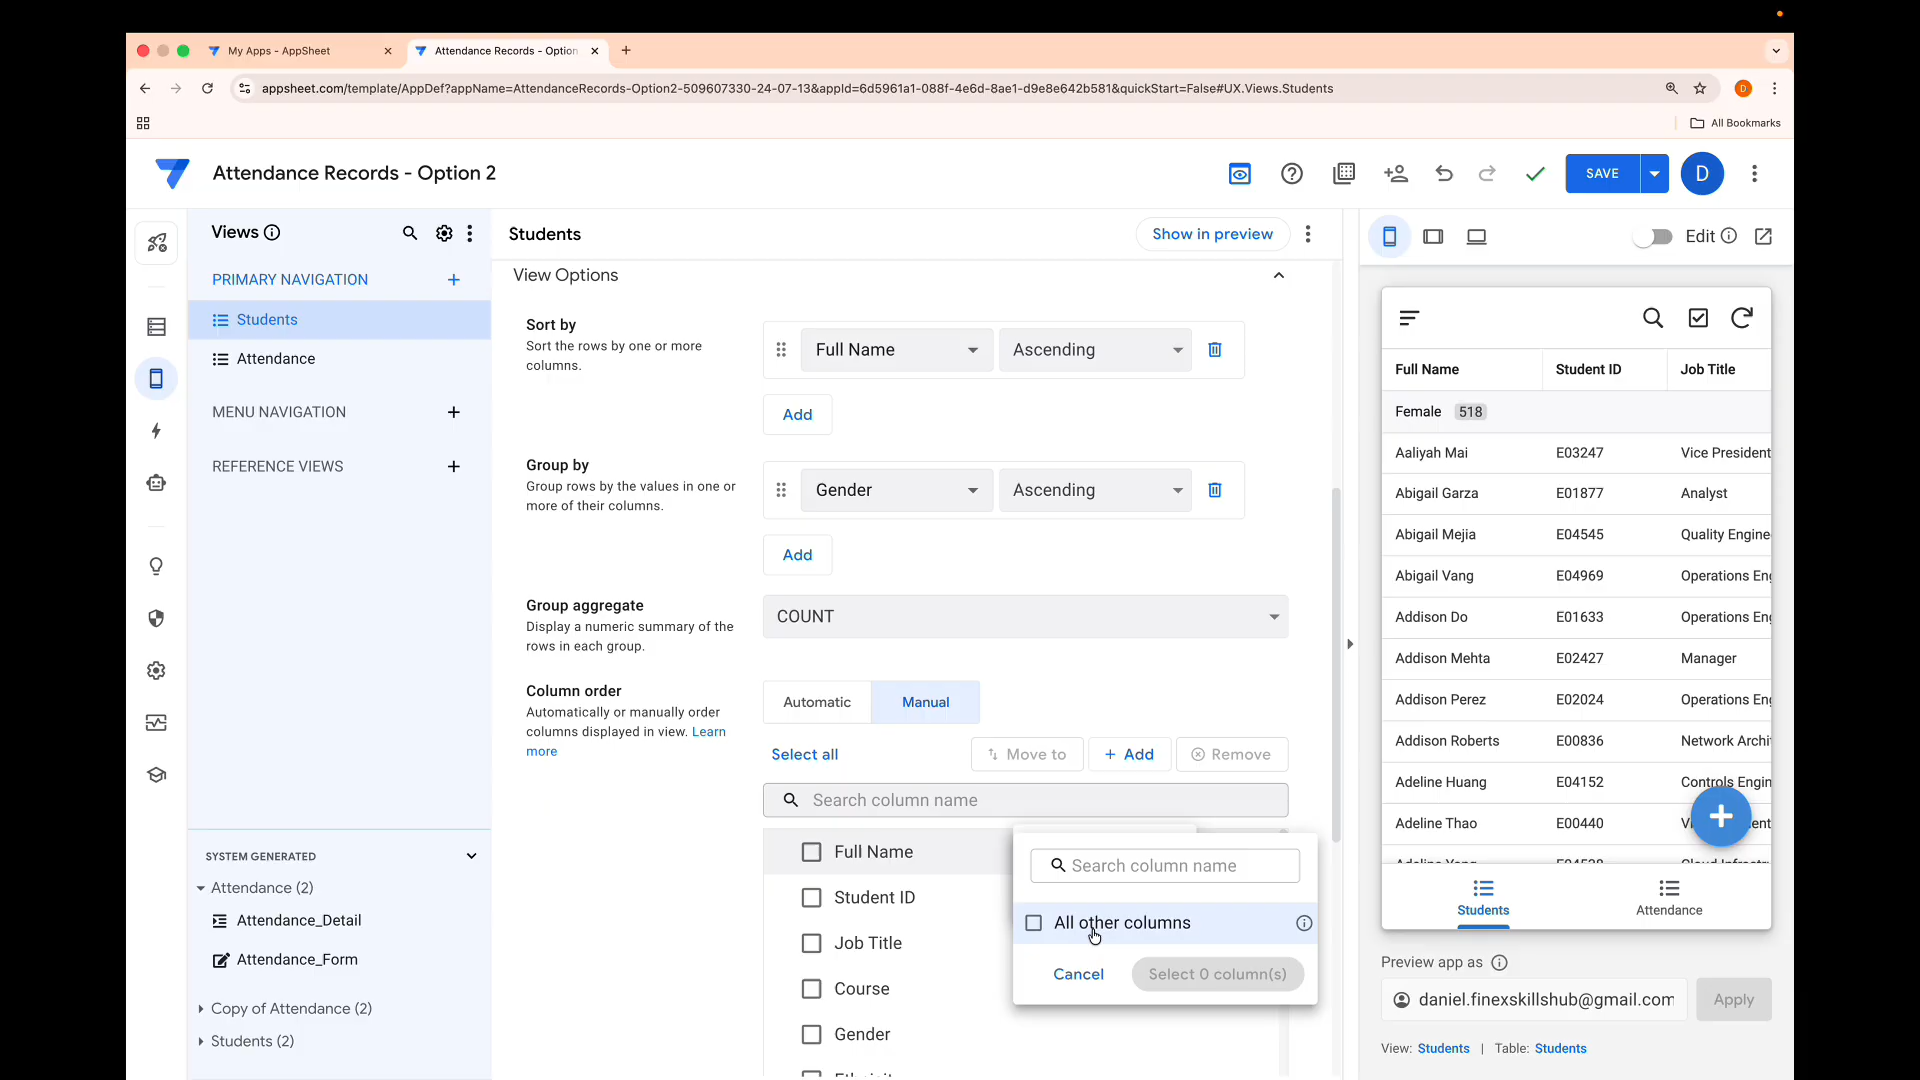 My Apps - AppSheet
Attendance Records - Option
appsheet.com/template/AppDef?appName=AttendanceRecords-Option2-509607330-24-07-13&appId=6d5961a1-088f-4e6d-8ae1-d9e8e642b581&quickStart=False#UX.Views.Students
D
All Bookmarks
Attendance Records - Option 2
SAVE
D
Views
PRIMARY NAVIGATION
Students
Attendance
MENU NAVIGATION
REFERENCE VIEWS
SYSTEM GENERATED
Attendance (2)
Attendance_Detail
Attendance_Form
Copy of Attendance (2)
Students (2)
Students
Show in preview
View Options
Sort by
Sort the rows by one or more
columns.
Full Name
Ascending
Add
Group by
Group rows by the values in one or
more of their columns.
Gender
Ascending
Add
Group aggregate
Display a numeric summary of the
rows in each group.
COUNT
Column order
Automatically or manually order
columns displayed in view. Learn
more
Automatic
Manual
Select all
Move to
+ Add
Remove
Search column name
Full Name
Student ID
Job Title
Course
Gender
Search column name
All other columns
Cancel
Select 0 column(s)
Edit
Full Name Student ID Job Title
Female 518
Aaliyah Mai E03247 Vice President
Abigail Garza E01877 Analyst
Abigail Mejia E04545 Quality Engine
Abigail Vang E04969 Operations Eng
Addison Do E01633 Operations Eng
Addison Mehta E02427 Manager
Addison Perez E02024 Operations Eng
Addison Roberts E00836 Network Archi
Adeline Huang E04152 Controls Engin
Adeline Thao E00440
Students
Attendance
Preview app as
daniel.finexskillshub@gmail.com
Apply
View: Students | Table: Students